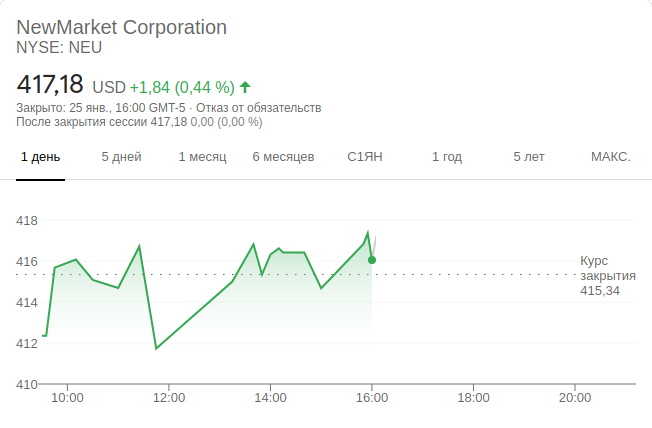 NewMarket Corporation
NYSE: NEU
417,18 USD +1,84 (0,44 %)
Закрыто: 25 янв., 16:00 GMT-5 · Отказ от обязательств
После закрытия сессии 417,18 0,00 (0,00 %)
1 день 5 дней 1 месяц 6 месяцев С1ЯН 1 год 5 лет МАКС.
418
416
414
412
410
Курс
закрытия
415,34
10:00 12:00 14:00 16:00 18:00 20:00